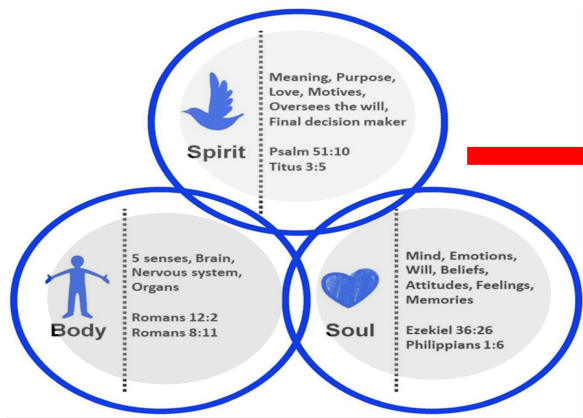 Meaning, Purpose,
Love, Motives,
Oversees the will,
Final decision maker
Spirit
Psalm 51:10
Titus 3:5
5 senses, Brain,
Nervous system,
Organs
Body
Romans 12:2
Romans 8:11
Mind, Emotions,
Will, Beliefs,
Attitudes, Feelings,
Memories
Soul
Ezekiel 36:26
Philippians 1:6